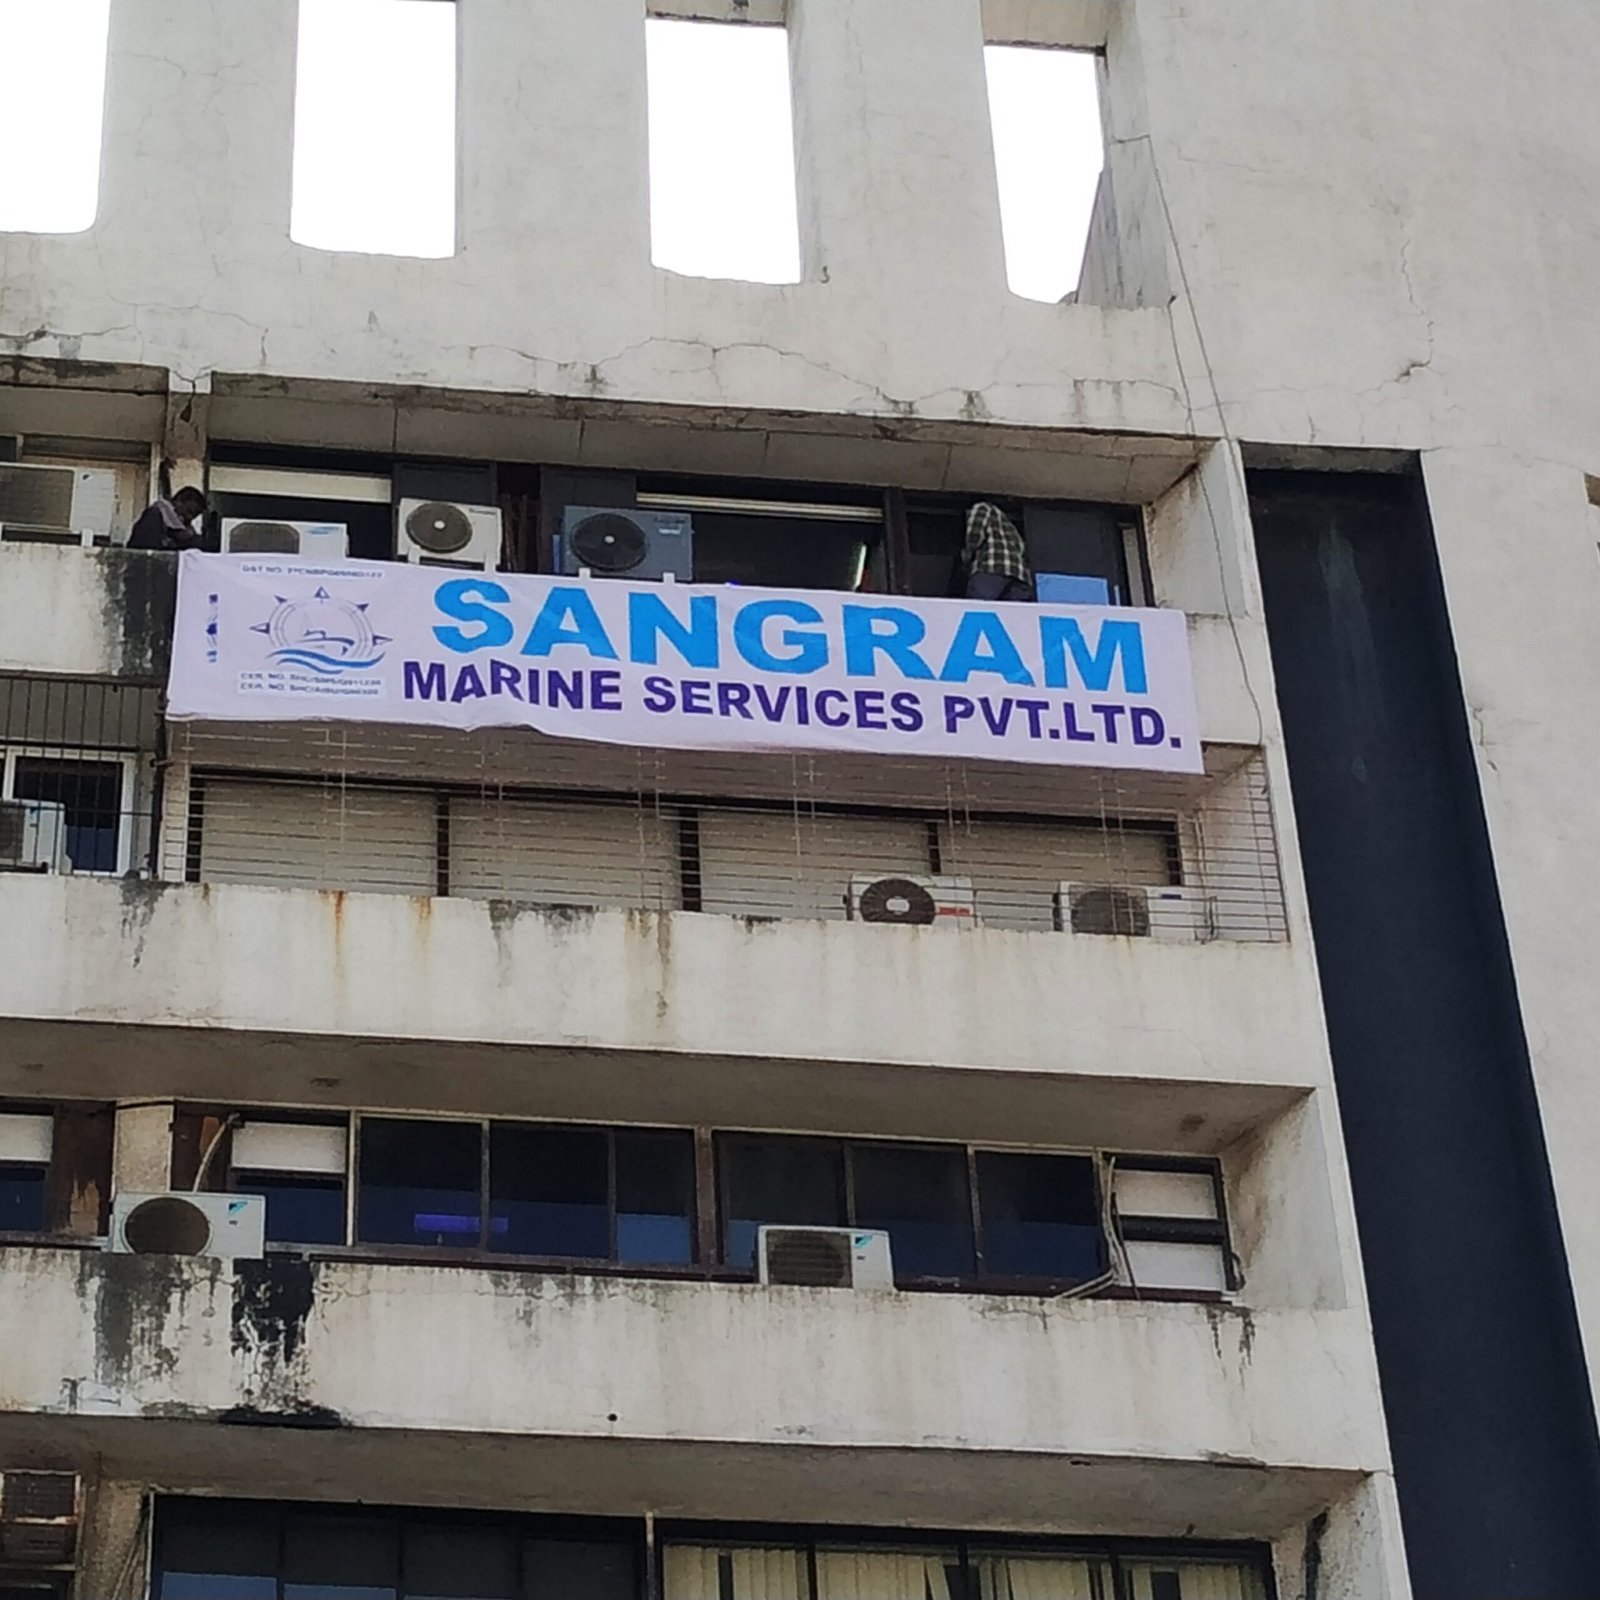 SANGRAM
MARINE SERVICES PVT.LTD.